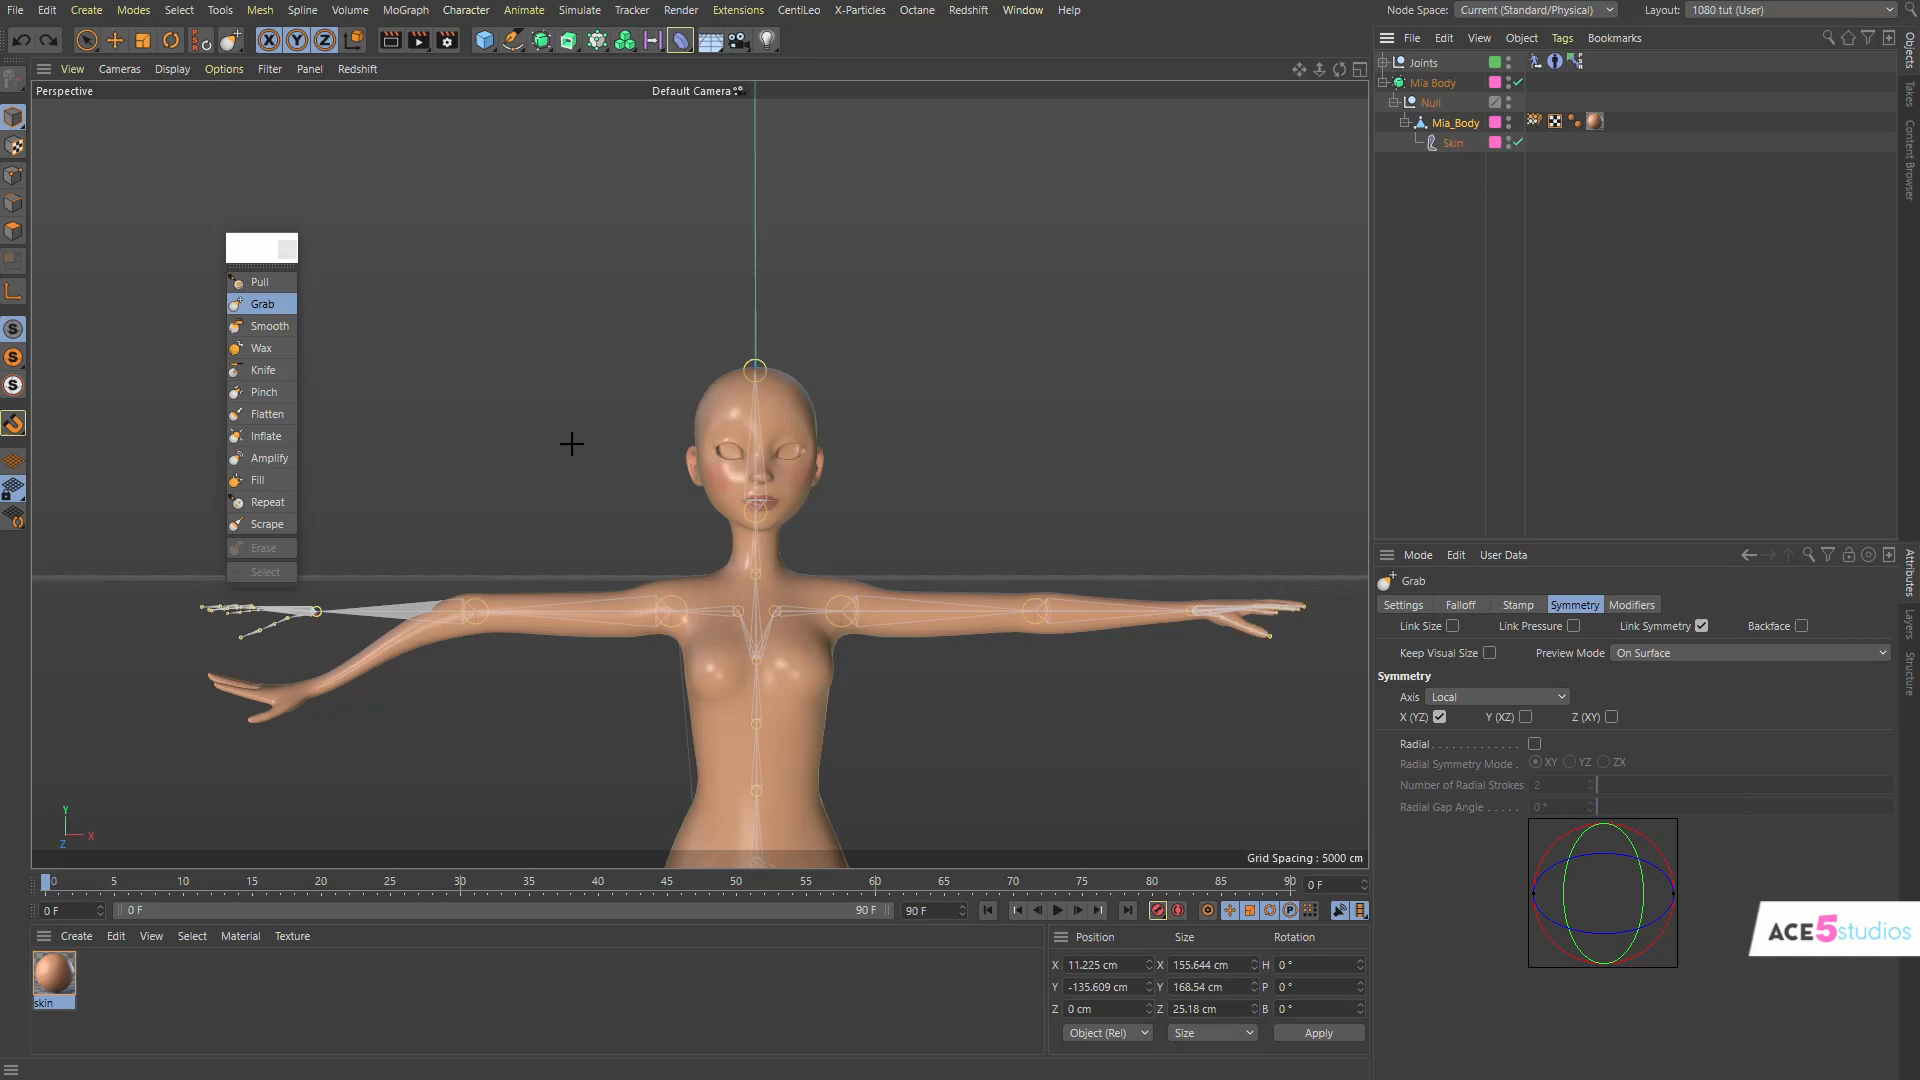 File Edit Create Modes Select Tools Mesh Spline Volume MoGraph Character Animate Simulate Tracker Render Extensions CentiLeo X-Particles Octane Redshift Window Help
Node Space: Current (Standard/Physical) Layout: 1080 tut (User)
File Edit View Object Tags Bookmarks
View Cameras Display Options Filter Panel Redshift
Perspective
Default Camera
Joints
Mia Body
Null
Mia_Body
Skin
Objects
Takes
Content Browser
Pull
Grab
Smooth
Wax
Knife
Pinch
Flatten
Inflate
Amplify
Fill
Repeat
Scrape
Erase
Select
Y
X
Z
Grid Spacing : 5000 cm
Mode Edit User Data
Grab
Settings Falloff Stamp Symmetry Modifiers
Link Size Link Pressure Link Symmetry Backface
Keep Visual Size Preview Mode On Surface
Symmetry
Axis Local
X (YZ) Y (XZ) Z (XY)
Radial
Radial Symmetry Mode XY YZ ZX
Number of Radial Strokes 2
Radial Gap Angle 0 °
Attributes
Layers
Structure
0 5 10 15 20 25 30 35 40 45 50 55 60 65 70 75 80 85 90 0 F
0 F 0 F 90 F 90 F
Create Edit View Select Material Texture
skin
Position Size Rotation
X 11.225 cm X 155.644 cm H 0 °
Y -135.609 cm Y 168.54 cm P 0 °
Z 0 cm Z 25.18 cm B 0 °
Object (Rel) Size Apply
ACE5studios